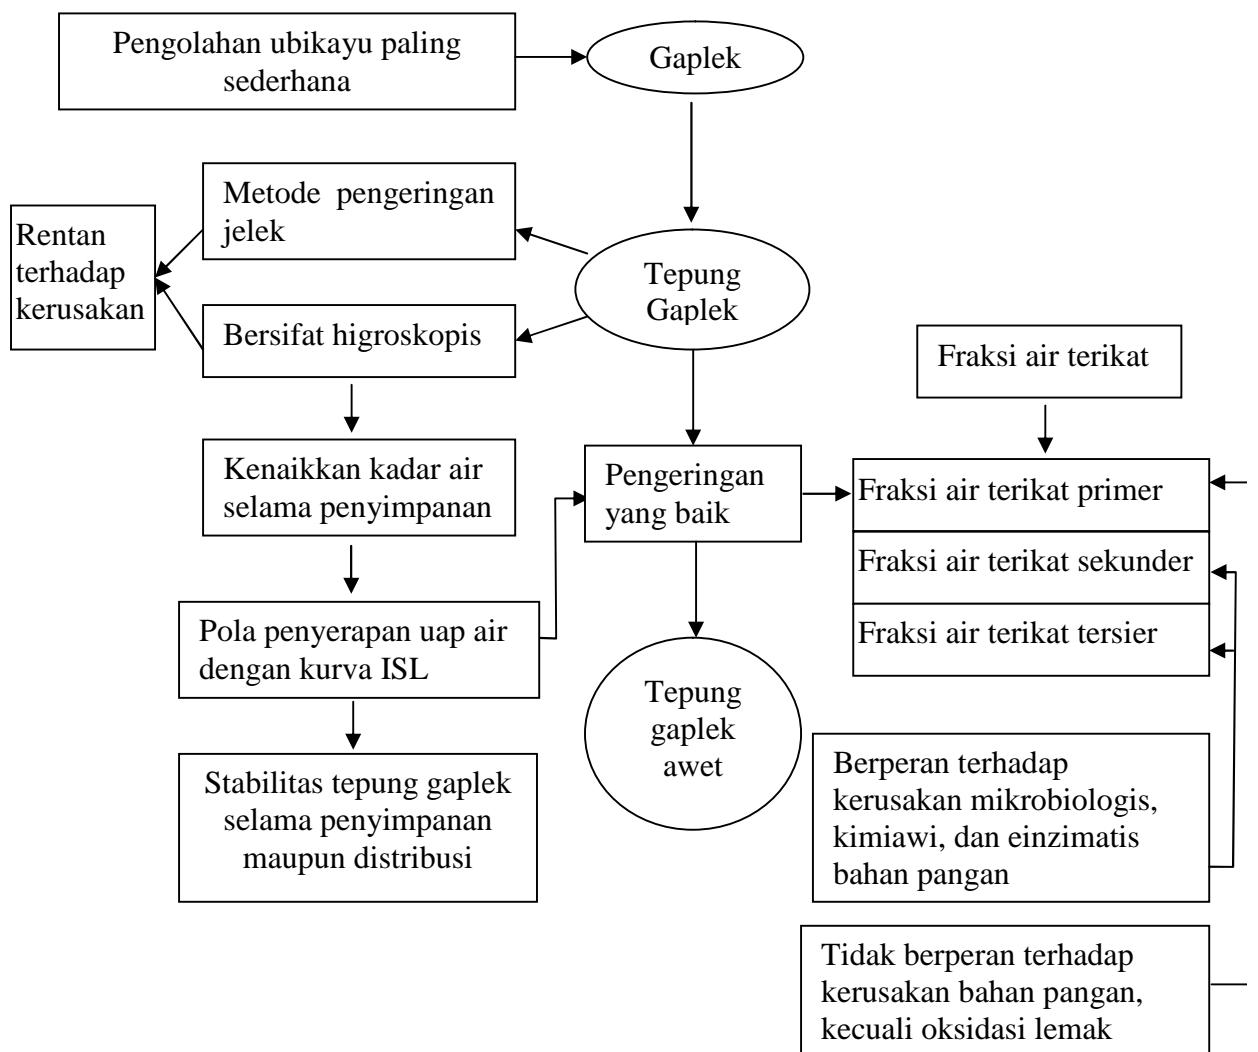 Pengolahan ubikayu paling
sederhana
Gaplek
Metode pengeringan
jelek
Rentan
terhadap
kerusakan
Tepung
Gaplek
Bersifat higroskopis
Fraksi air terikat
Kenaikkan kadar air
selama penyimpanan
Pengeringan
yang baik
Fraksi air terikat primer
Fraksi air terikat sekunder
Fraksi air terikat tersier
Pola penyerapan uap air
dengan kurva ISL
Tepung
gaplek
awet
Stabilitas tepung gaplek
selama penyimpanan
maupun distribusi
Berperan terhadap
kerusakan mikrobiologis,
kimiawi, dan einzimatis
bahan pangan
Tidak berperan terhadap
kerusakan bahan pangan,
kecuali oksidasi lemak